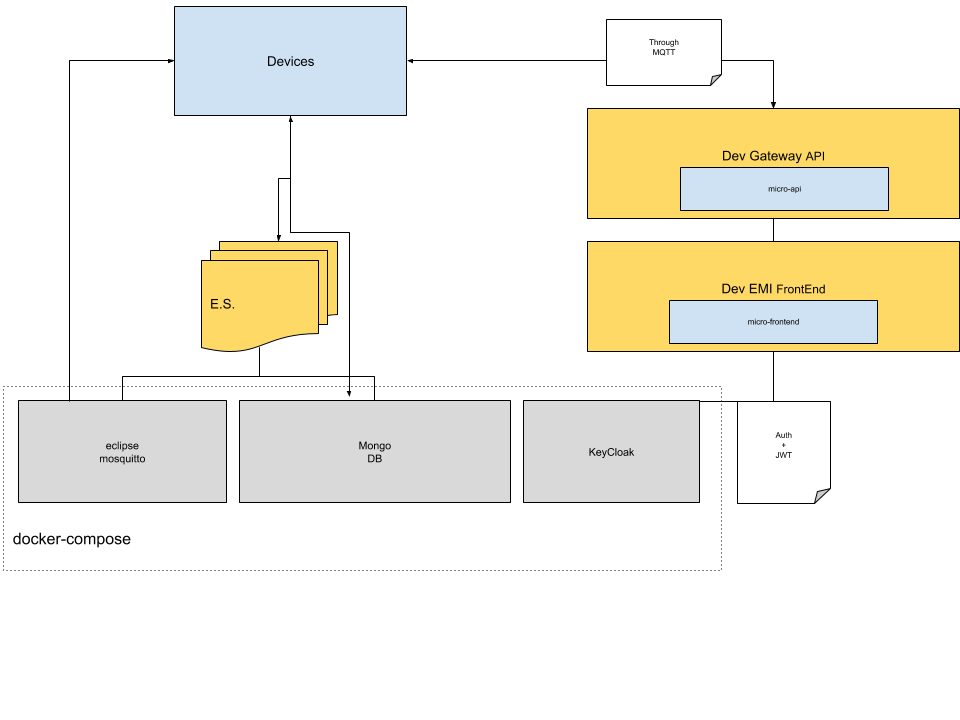 Devices
Through
MQTT
Dev Gateway API
micro-api
Dev EMI FrontEnd
micro-frontend
E.S.
eclipse
mosquitto
Mongo
DB
KeyCloak
Auth
+
JWT
docker-compose